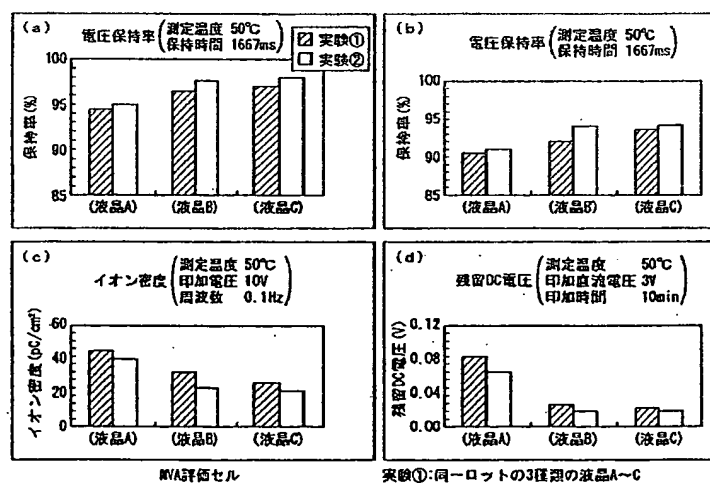 (a)
電圧保持率
測定温度 50℃
保持時間 1667ms
実験①
実験②
保持率(%)
100
95
90
85
(液晶A) (液晶B) (液晶C)
(b)
電圧保持率
測定温度 50℃
保持時間 1667ms
保持率(%)
100
95
90
85
(液晶A) (液晶B) (液晶C)
(c)
イオン密度
測定温度 50℃
印加電圧 10V
周波数 0.1Hz
イオン密度(pC/cm²)
60
40
20
0
(液晶A) (液晶B) (液晶C)
(d)
残留DC電圧
測定温度 50℃
印加直流電圧 3V
印加時間 10min
残留DC電圧(V)
0.12
0.08
0.04
0.00
(液晶A) (液晶B) (液晶C)
MVA評価セル
実験①:同一ロットの3種類の液晶A~C